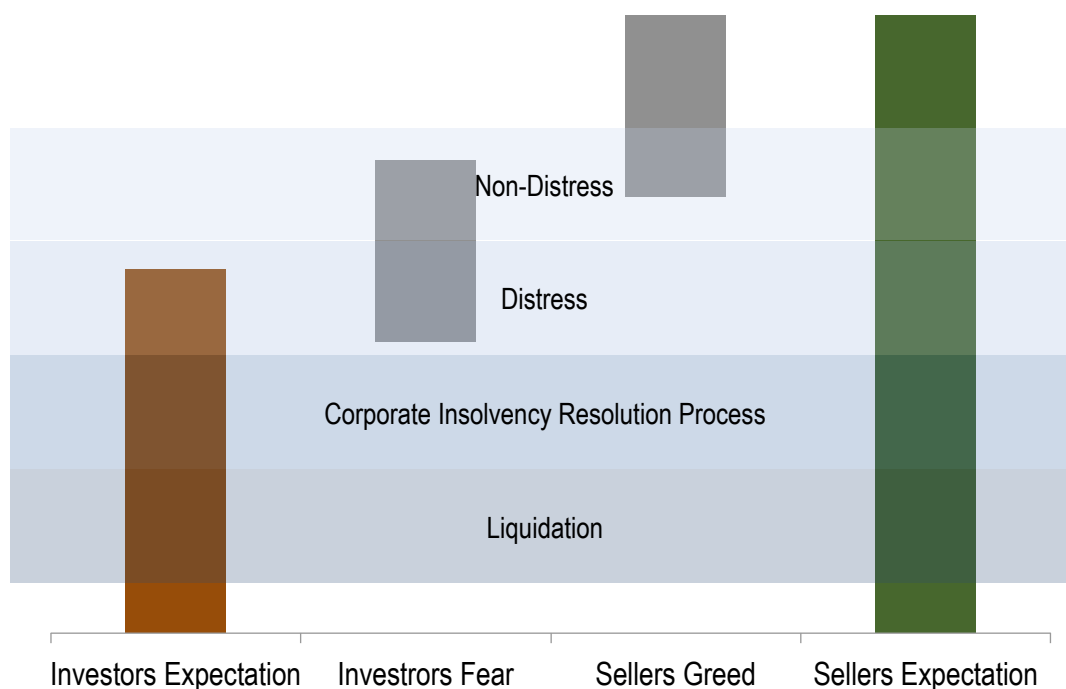 Non-Distress
Distress
Corporate Insolvency Resolution Process
Liquidation
Investors Expectation
Investrors Fear
Sellers Greed
Sellers Expectation